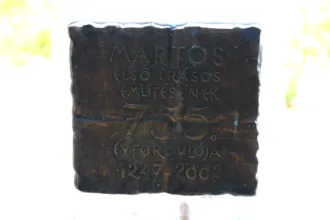 MARTOS
ELSŐ ÍRÁSOS
EMLÍTÉSÉNEK
755.
ÉVFORDULÓJA
1247-2002